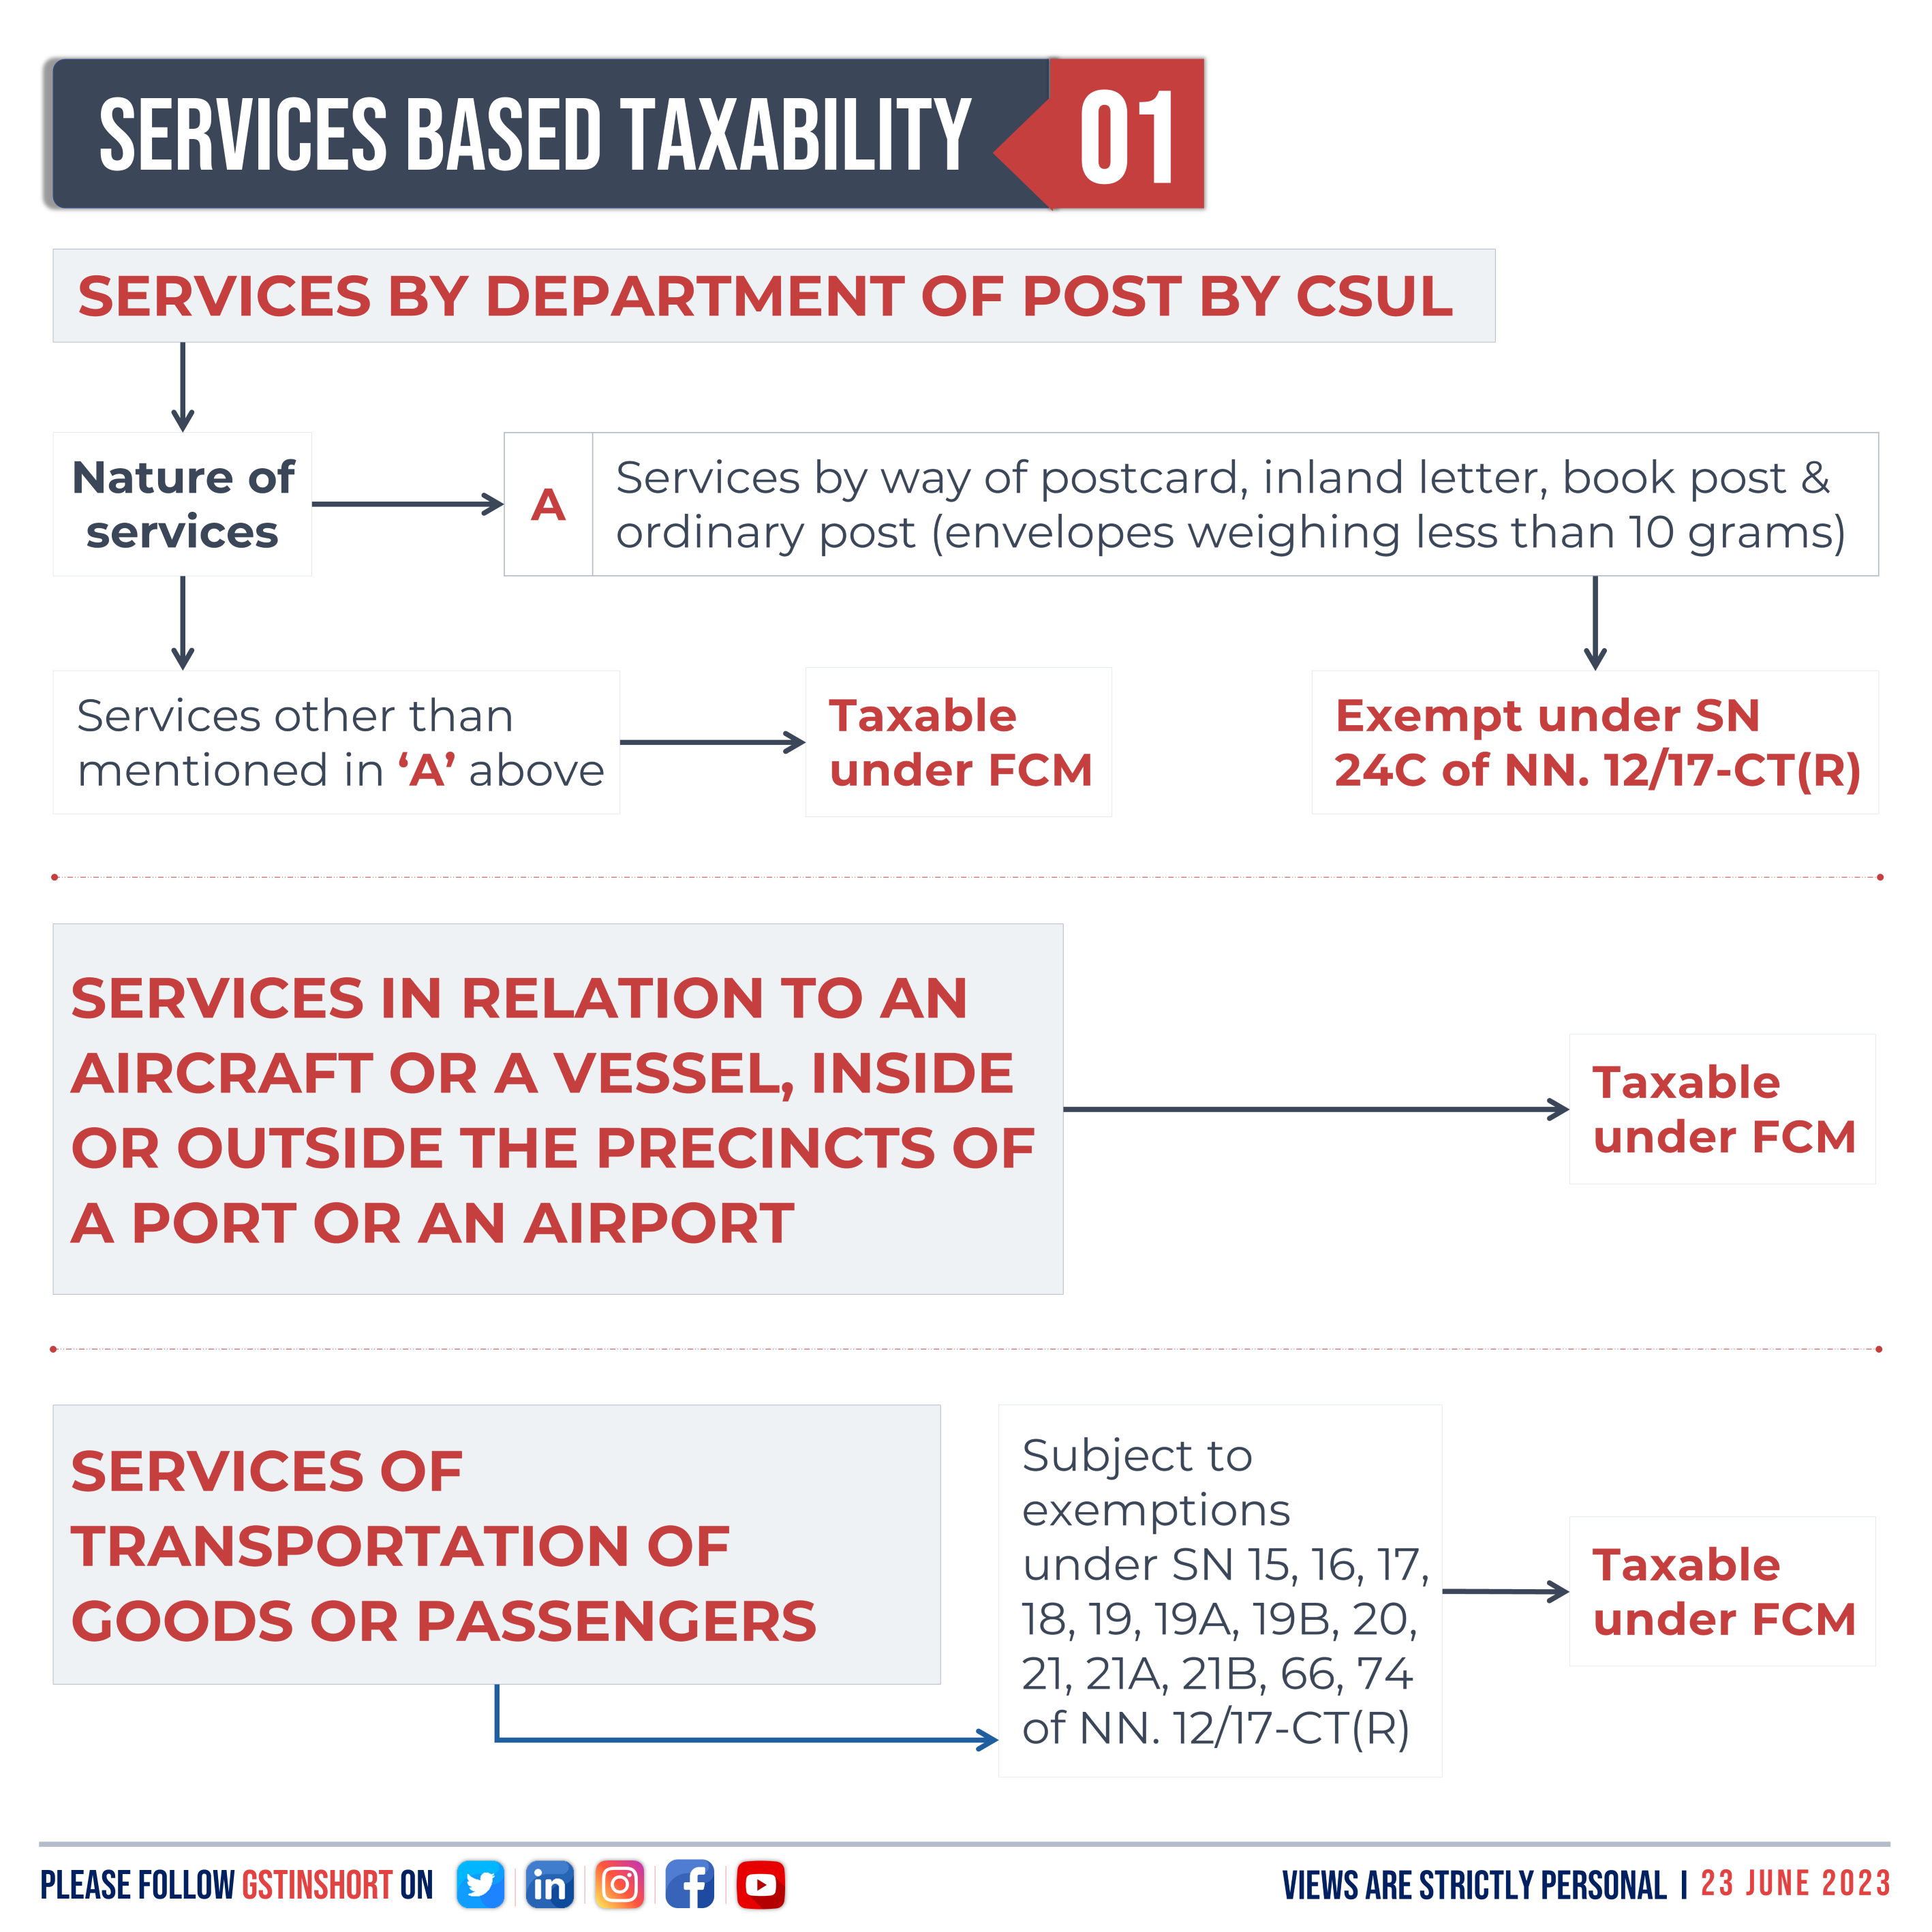 SERVICES BASED TAXABILITY 01
SERVICES BY DEPARTMENT OF POST BY CSUL
Nature of
services
A
Services by way of postcard, inland letter, book post &
ordinary post (envelopes weighing less than 10 grams)
Services other than
mentioned in ‘A’ above
Taxable
under FCM
Exempt under SN
24C of NN. 12/17-CT(R)
SERVICES IN RELATION TO AN
AIRCRAFT OR A VESSEL, INSIDE
OR OUTSIDE THE PRECINCTS OF
A PORT OR AN AIRPORT
Taxable
under FCM
SERVICES OF
TRANSPORTATION OF
GOODS OR PASSENGERS
Subject to
exemptions
under SN 15, 16, 17,
18, 19, 19A, 19B, 20,
21, 21A, 21B, 66, 74
of NN. 12/17-CT(R)
Taxable
under FCM
PLEASE FOLLOW GSTINSHORT ON
in
VIEWS ARE STRICTLY PERSONAL | 23 JUNE 2023